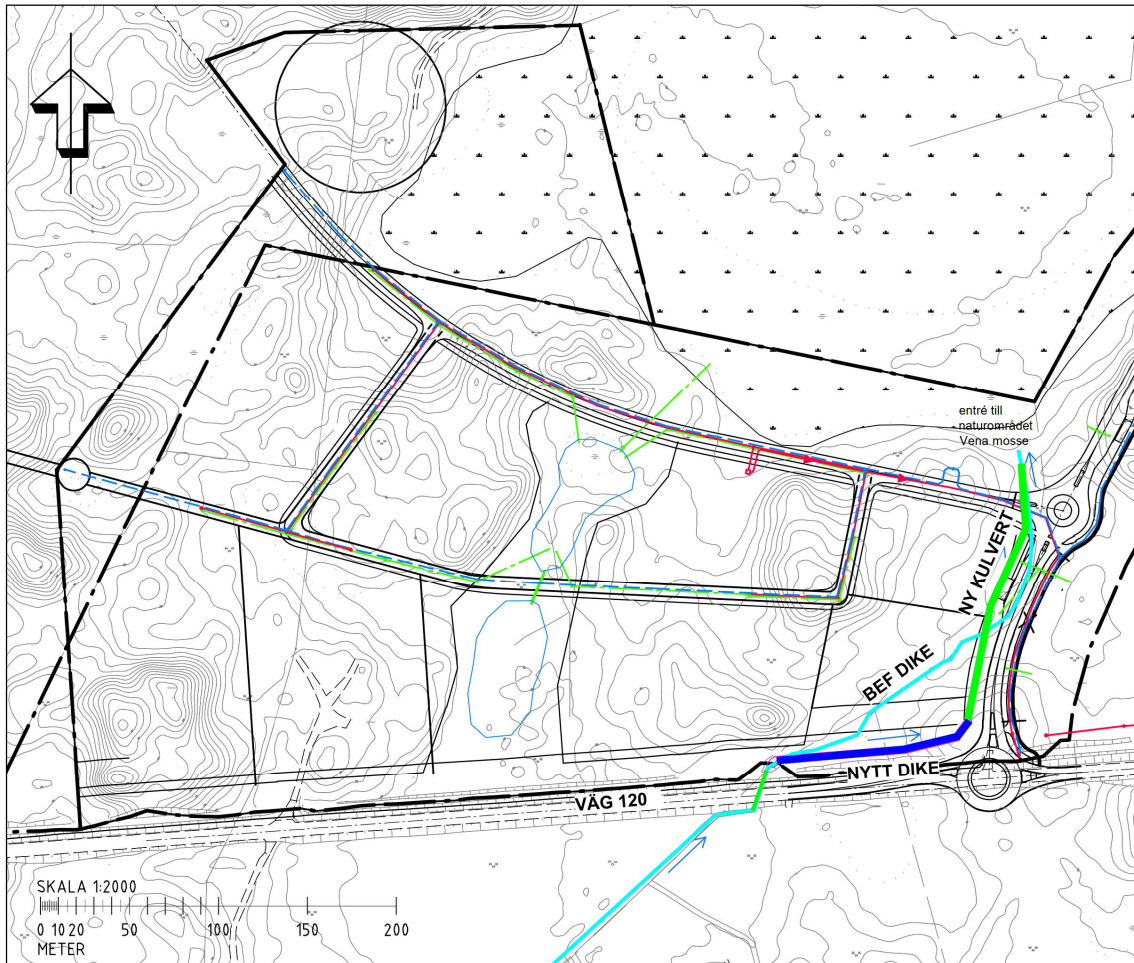 entré till
naturområdet
Vena mosse
NY KULVERT
BEF DIKE
NYTT DIKE
VÄG 120
SKALA 1:2000
0 10 20 50 100 150 200
METER